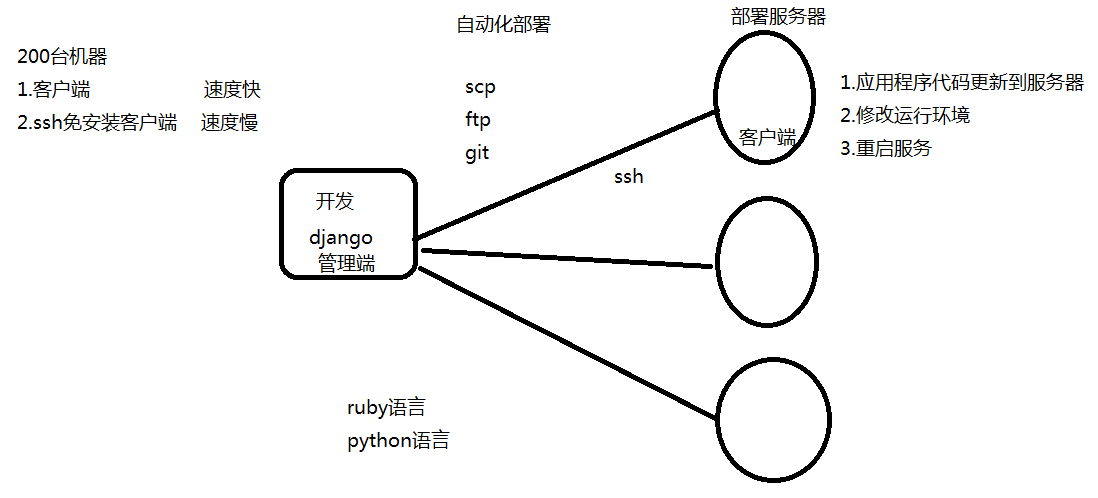 自动化部署
部署服务器
200台机器
1.客户端 速度快
2.ssh免安装客户端 速度慢
scp
ftp
git
ssh
客户端
1.应用程序代码更新到服务器
2.修改运行环境
3.重启服务
开发
django
管理端
ruby语言
python语言